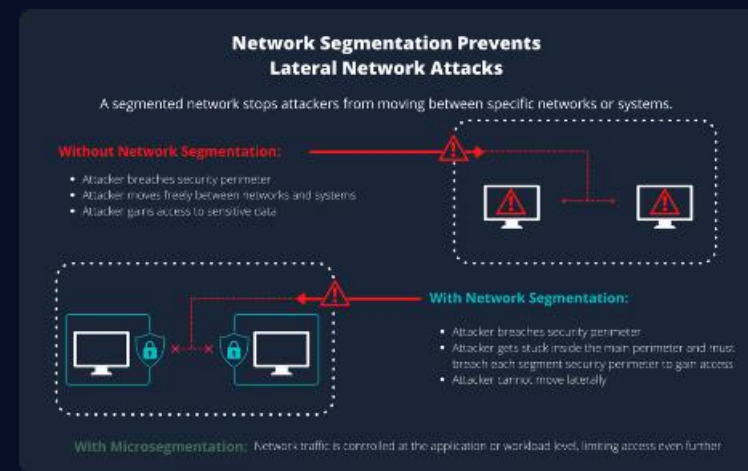 Network Segmentation Prevents
Lateral Network Attacks
A segmented network stops attackers from moving between specific networks or systems.
Without Network Segmentation:
• Attacker breaches security perimeter
• Attacker moves freely between networks and systems
• Attacker gains access to sensitive data
With Network Segmentation:
• Attacker breaches security perimeter
• Attacker gets stuck inside the main perimeter and must
breach each segment security perimeter to gain access
• Attacker cannot move laterally
With Microsegmentation: Network traffic is controlled at the application or workload level, limiting access even further